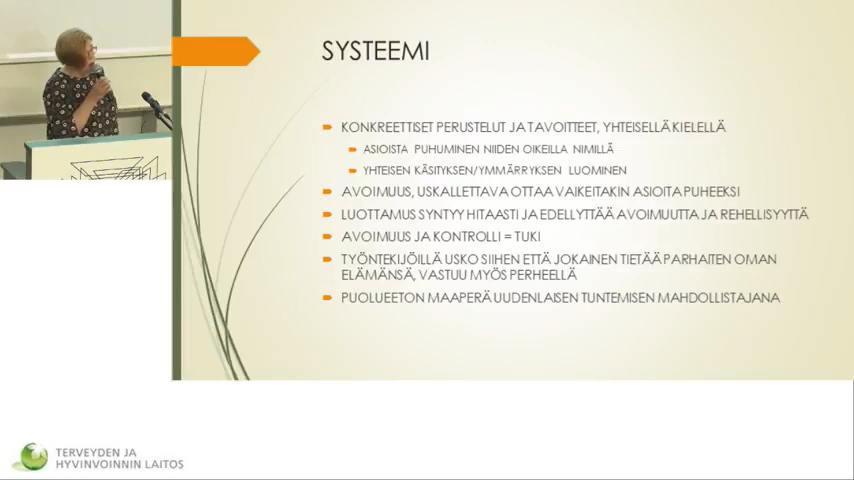 SYSTEEMI
KONKREETTISET PERUSTELUT JA TAVOITTEET, YHTEISELLÄ KIELELLÄ
ASIOISTA PUHUMINEN NIIDEN OIKEILLA NIMILLÄ
YHTEISEN KÄSITYKSEN/YMMÄRRYKSEN LUOMINEN
AVOIMUUS, USKALLETTAVA OTTAA VAIKEITAKIN ASIOITA PUHEEKSI
LUOTTAMUS SYNTYY HITAASTI JA EDELLYTTÄÄ AVOIMUUTTA JA REHELLISYYTTÄ
AVOIMUUS JA KONTROLLI = TUKI
TYÖNTEKIJÖILLÄ USKO SIIHEN ETTÄ JOKAINEN TIETÄÄ PARHAITEN OMAN
ELÄMÄNSÄ, VASTUU MYÖS PERHEELLÄ
PUOLUEETON MAAPERÄ UUDENLAISEN TUNTEMISEN MAHDOLLISTAJANA
TERVEYDEN JA
HYVINVOINNIN LAITOS